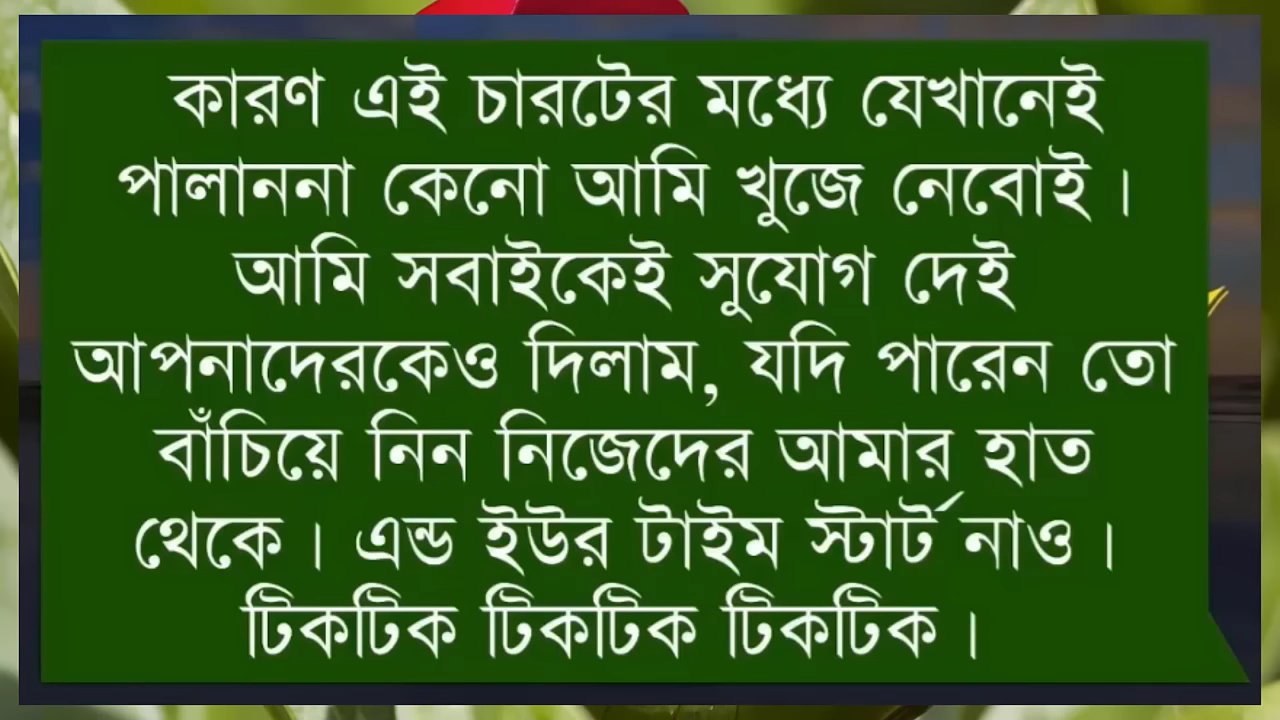 কারণ এই চারটের মধ্যে যেখানেই
পালাননা কেনো আমি খুজে নেবোই।
আমি সবাইকেই সুযোগ দেই
আপনাদেরকেও দিলাম, যদি পারেন তো
বাঁচিয়ে নিন নিজেদের আমার হাত
থেকে। এন্ড ইউর টাইম স্টার্ট নাও।
টিকটিক টিকটিক টিকটিক।